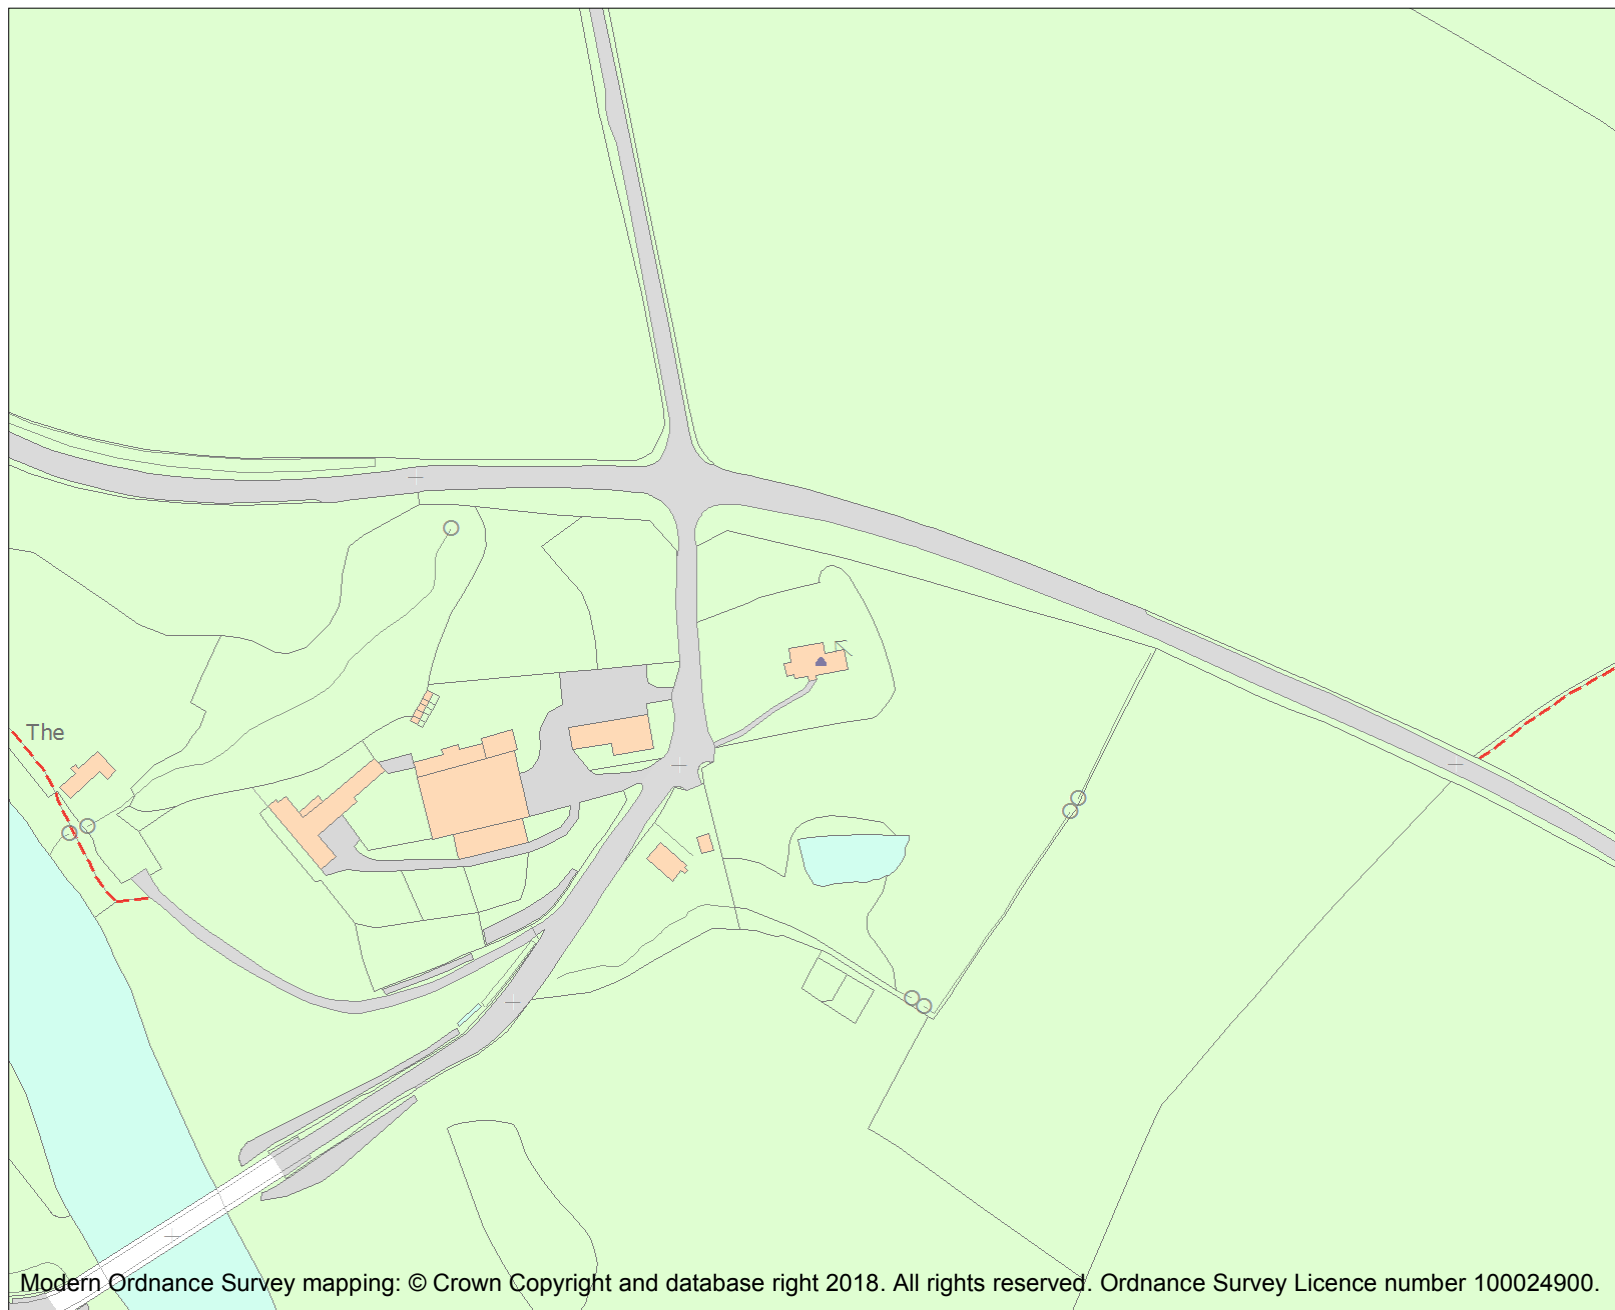 The
Modern Ordnance Survey mapping: © Crown Copyright and database right 2018. All rights reserved. Ordnance Survey Licence number 100024900.